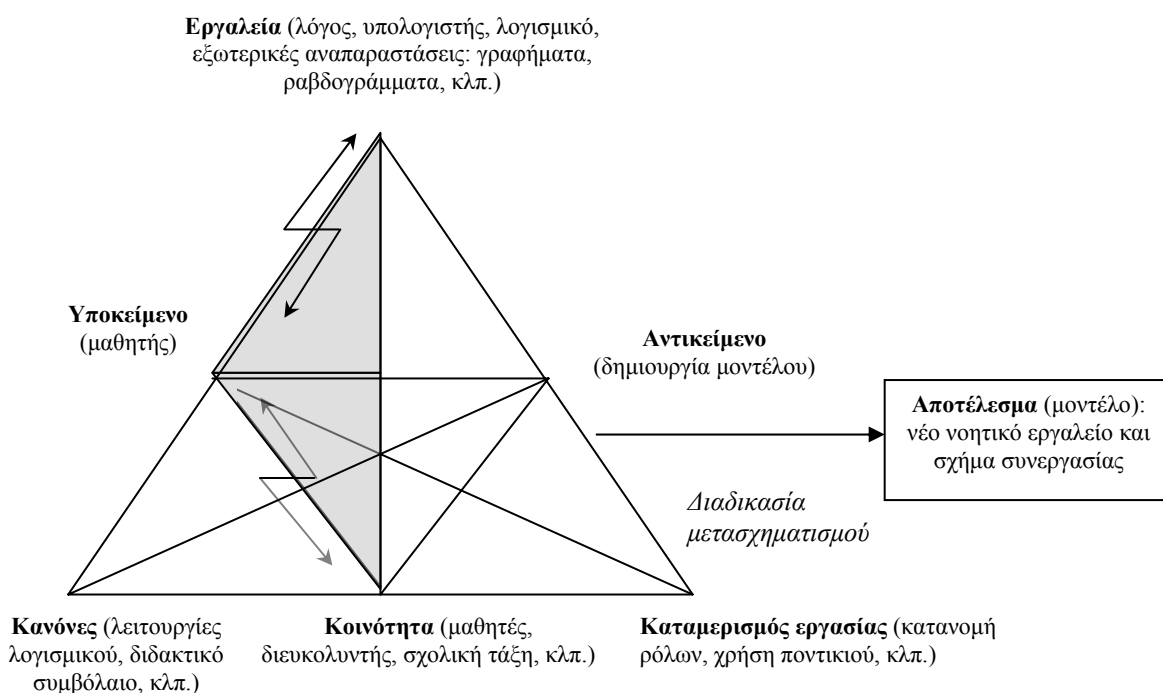 Εργαλεία (λόγος, υπολογιστής, λογισμικό,
εξωτερικές αναπαραστάσεις: γραφήματα,
ραβδογράμματα, κλπ.)
Υποκείμενο
(μαθητής)
Αντικείμενο
(δημιουργία μοντέλου)
Αποτέλεσμα (μοντέλο):
νέο νοητικό εργαλείο και
σχήμα συνεργασίας
Διαδικασία
μετασχηματισμού
Κανόνες (λειτουργίες
λογισμικού, διδακτικό
συμβόλαιο, κλπ.)
Κοινότητα (μαθητές,
διευκολυντής, σχολική τάξη, κλπ.)
Καταμερισμός εργασίας (κατανομή
ρόλων, χρήση ποντικιού, κλπ.)